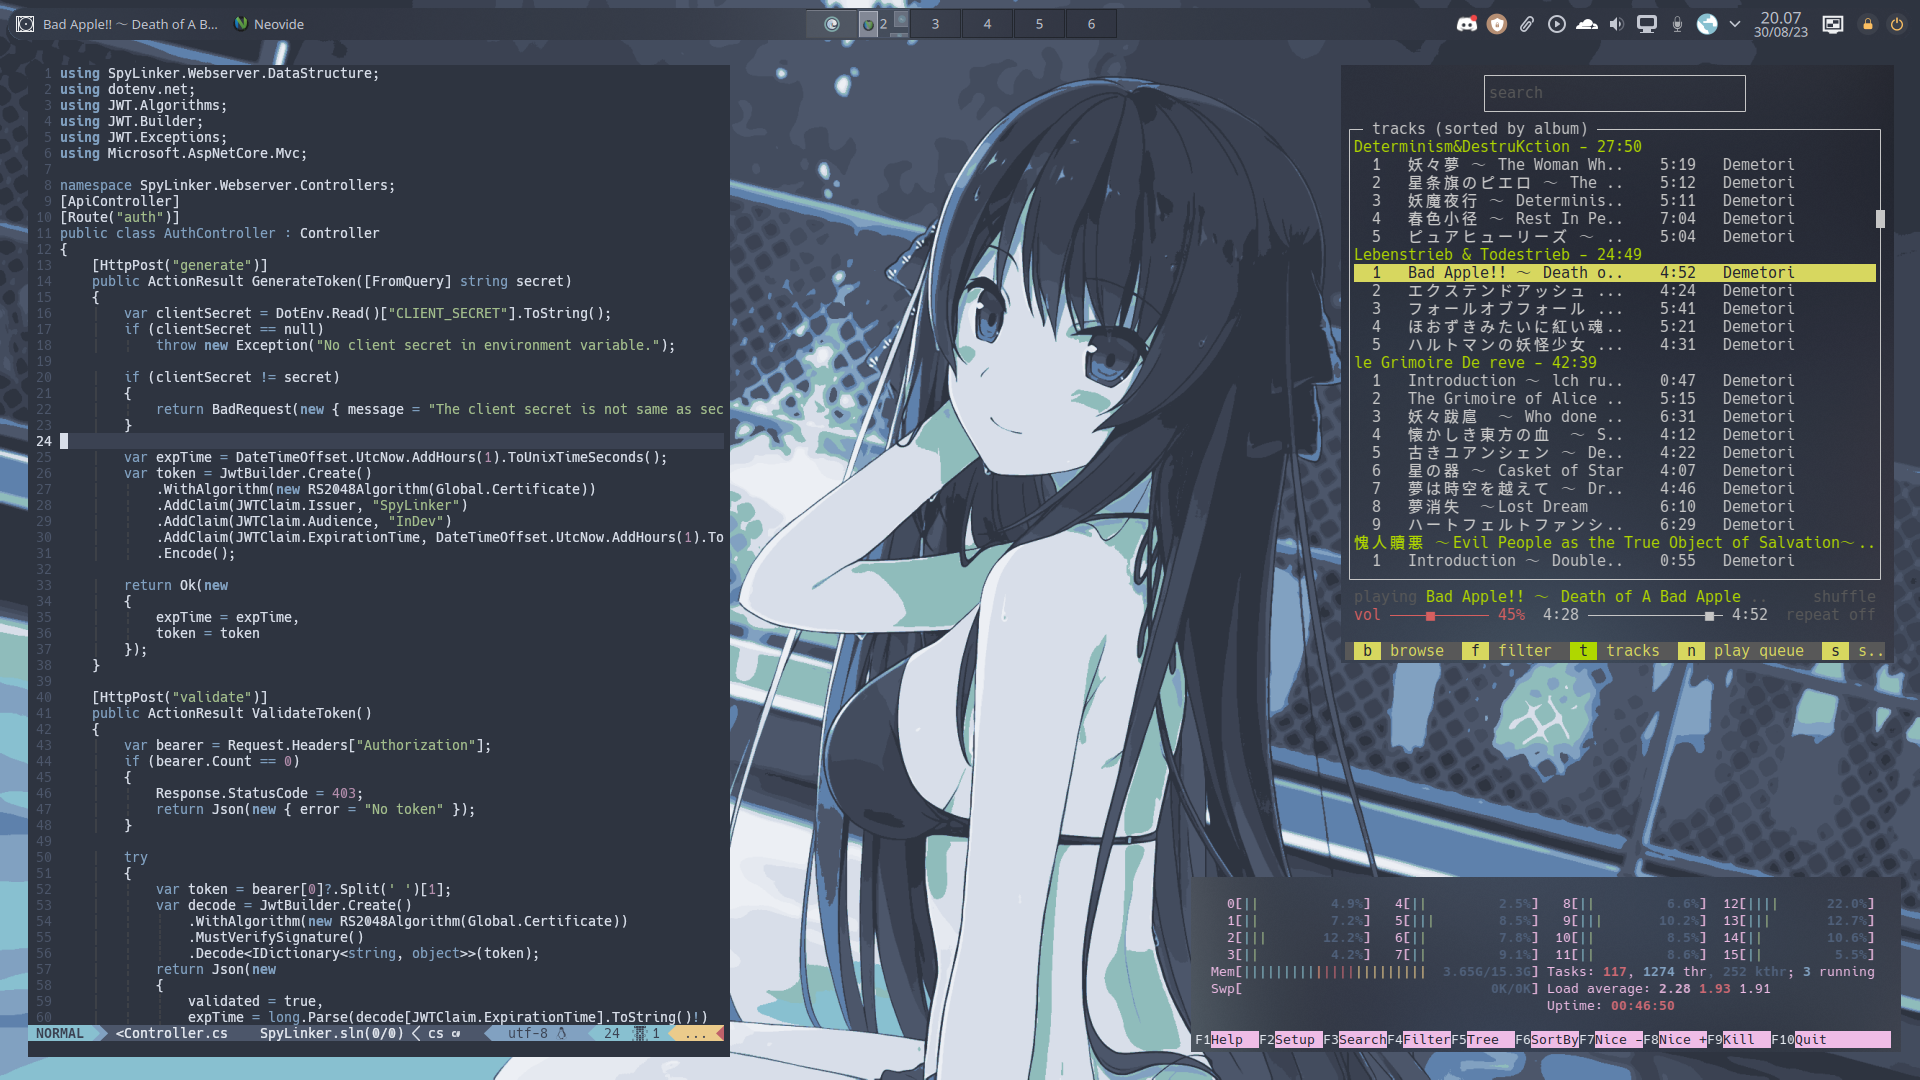 Bad Apple!! ～ Death of A B...
Neovide
2
3
4
5
6
20.07
30/08/23
1 using SpyLinker.Webserver.DataStructure;
2 using dotenv.net;
3 using JWT.Algorithms;
4 using JWT.Builder;
5 using JWT.Exceptions;
6 using Microsoft.AspNetCore.Mvc;
7
8 namespace SpyLinker.Webserver.Controllers;
9 [ApiController]
10 [Route("auth")]
11 public class AuthController : Controller
12 {
13 [HttpPost("generate")]
14 public ActionResult GenerateToken([FromQuery] string secret)
15 {
16 var clientSecret = DotEnv.Read()["CLIENT_SECRET"].ToString();
17 if (clientSecret == null)
18 throw new Exception("No client secret in environment variable.");
19
20 if (clientSecret != secret)
21 {
22 return BadRequest(new { message = "The client secret is not same as sec
23 }
24
25 var expTime = DateTimeOffset.UtcNow.AddHours(1).ToUnixTimeSeconds();
26 var token = JwtBuilder.Create()
27 .WithAlgorithm(new RS2048Algorithm(Global.Certificate))
28 .AddClaim(JWTClaim.Issuer, "SpyLinker")
29 .AddClaim(JWTClaim.Audience, "InDev")
30 .AddClaim(JWTClaim.ExpirationTime, DateTimeOffset.UtcNow.AddHours(1).To
31 .Encode();
32
33 return Ok(new
34 {
35 expTime = expTime,
36 token = token
37 });
38 }
39
40 [HttpPost("validate")]
41 public ActionResult ValidateToken()
42 {
43 var bearer = Request.Headers["Authorization"];
44 if (bearer.Count == 0)
45 {
46 Response.StatusCode = 403;
47 return Json(new { error = "No token" });
48 }
49
50 try
51 {
52 var token = bearer[0]?.Split(' ')[1];
53 var decode = JwtBuilder.Create()
54 .WithAlgorithm(new RS2048Algorithm(Global.Certificate))
55 .MustVerifySignature()
56 .Decode<IDictionary<string, object>>(token);
57 return Json(new
58 {
59 validated = true,
60 expTime = long.Parse(decode[JWTClaim.ExpirationTime].ToString()!)
NORMAL <Controller.cs SpyLinker.sln(0/0) < cs utf-8 24 1 ...
search
tracks (sorted by album)
Determinism&DestruKction - 27:50
1 妖々夢 ～ The Woman Wh.. 5:19 Demetori
2 星条旗のピエロ ～ The .. 5:12 Demetori
3 妖魔夜行 ～ Determinis.. 5:11 Demetori
4 春色小径 ～ Rest In Pe.. 7:04 Demetori
5 ピュアヒューリーズ ～ .. 5:04 Demetori
Lebenstrieb & Todestrieb - 24:49
1 Bad Apple!! ～ Death o.. 4:52 Demetori
2 エクステンドアッシュ ... 4:24 Demetori
3 フォールオブフォール ... 5:41 Demetori
4 ほおずきみたいに紅い魂.. 5:21 Demetori
5 ハルトマンの妖怪少女 ... 4:31 Demetori
le Grimoire De reve - 42:39
1 Introduction ～ lch ru.. 0:47 Demetori
2 The Grimoire of Alice .. 5:15 Demetori
3 妖々跋扈 ～ Who done .. 6:31 Demetori
4 懐かしき東方の血 ～ S.. 4:12 Demetori
5 古きユアンシェン ～ De.. 4:22 Demetori
6 星の器 ～ Casket of Star 4:07 Demetori
7 夢は時空を越えて ～ Dr.. 4:46 Demetori
8 夢消失 ～Lost Dream 6:10 Demetori
9 ハートフェルトファンシ.. 6:29 Demetori
愧人贖悪 ～Evil People as the True Object of Salvation～..
1 Introduction ～ Double.. 0:55 Demetori
playing Bad Apple!! ～ Death of A Bad Apple .. shuffle
vol 45% 4:28 4:52 repeat off
b browse f filter t tracks n play queue s s..
0[|| 4.9%] 4[|| 2.5%] 8[|| 6.6%] 12[|||| 22.0%]
1[|| 7.2%] 5[||| 8.5%] 9[||| 10.2%] 13[||| 12.7%]
2[||| 12.2%] 6[|| 7.8%] 10[|| 8.5%] 14[|| 10.6%]
3[|| 4.2%] 7[|| 9.1%] 11[|| 8.6%] 15[|| 5.5%]
Mem[||||||||||||||||||||||| 3.65G/15.3G] Tasks: 117, 1274 thr, 252 kthr; 3 running
Swp[ 0K/0K] Load average: 2.28 1.93 1.91
Uptime: 00:46:50
F1Help F2Setup F3SearchF4FilterF5Tree F6SortByF7Nice -F8Nice +F9Kill F10Quit